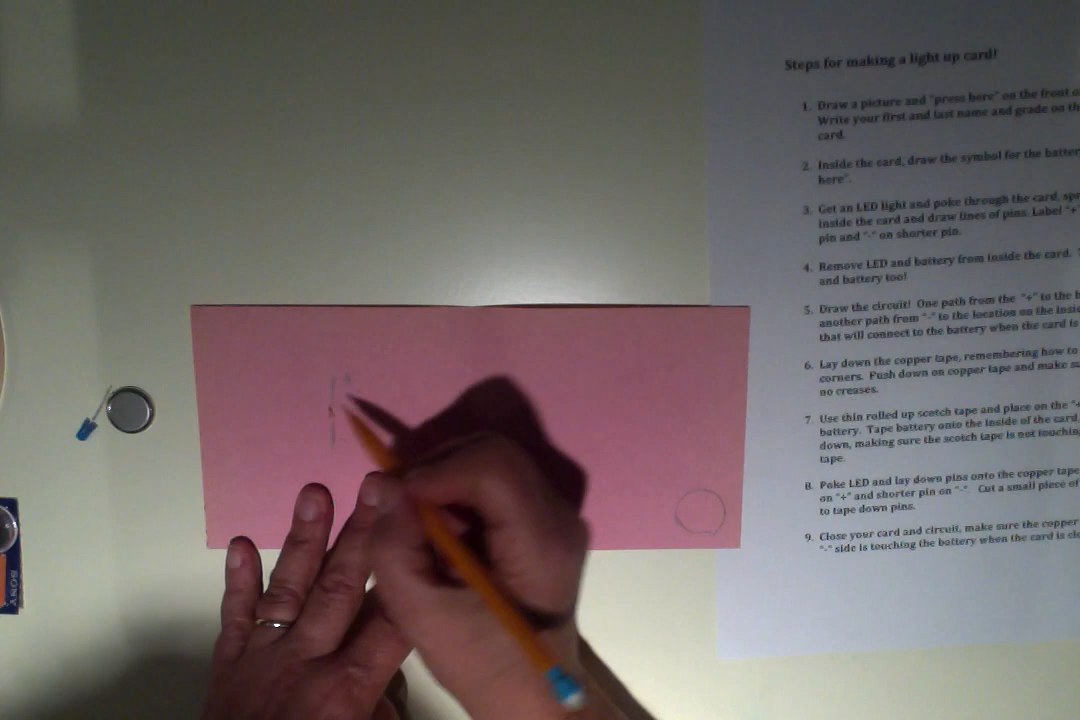 Steps for making a light up card!
1. Draw a picture and "press here" on the front o
Write your first and last name and grade on th
card.
2. Inside the card, draw the symbol for the batter
here".
3. Get an LED light and poke through the card, spr
inside the card and draw lines of pins. Label "+"
pin and "-" on shorter pin.
4. Remove LED and battery from inside the card.
and battery too!
5. Draw the circuit! One path from the "+" to the b
another path from "-" to the location on the insid
that will connect to the battery when the card is
6. Lay down the copper tape, remembering how to
corners. Push down on copper tape and make su
no creases.
7. Use thin rolled up scotch tape and place on the "+
battery. Tape battery onto the inside of the card,
down, making sure the scotch tape is not touching
tape.
8. Poke LED and lay down pins onto the copper tape
on "+" and shorter pin on "-". Cut a small piece of
to tape down pins.
9. Close your card and circuit, make sure the copper
"-" side is touching the battery when the card is clo
SONY